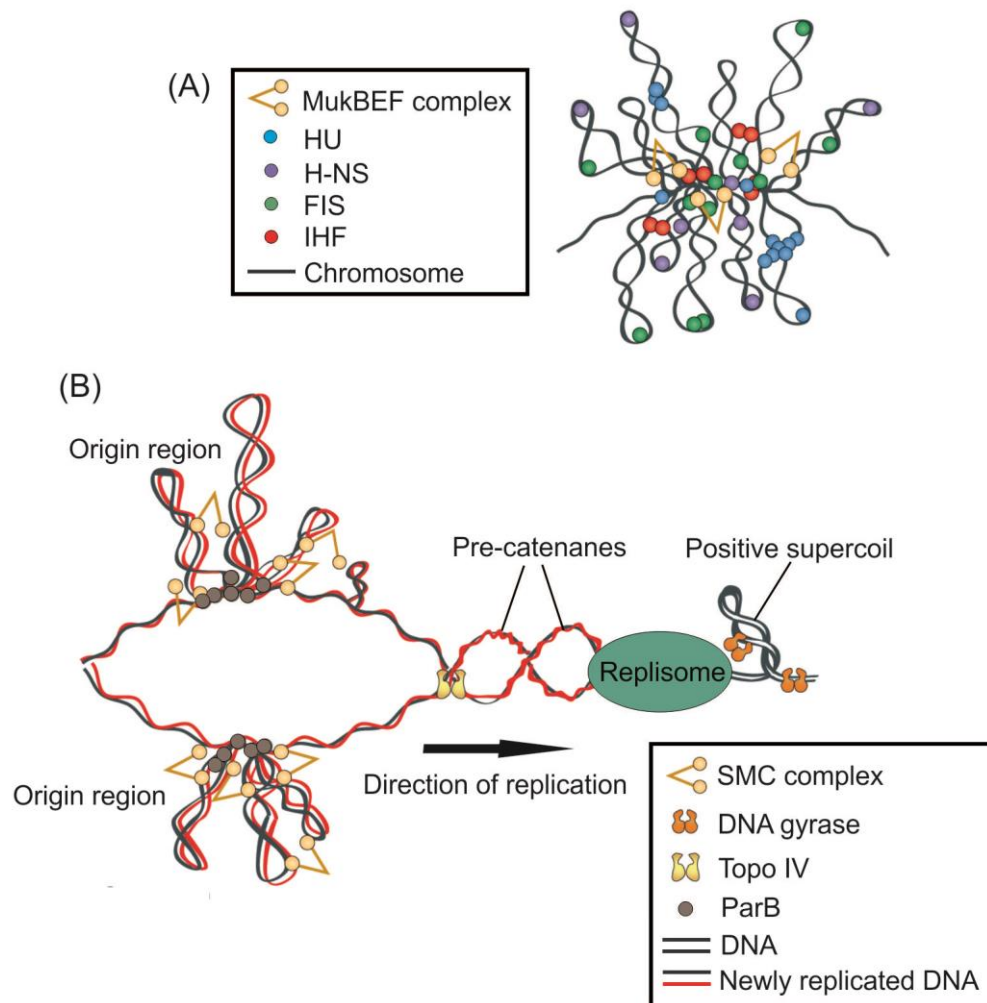 (A)
MukBEF complex
HU
H-NS
FIS
IHF
Chromosome
(B)
Origin region
Pre-catenanes
Positive supercoil
Replisome
Origin region
Direction of replication
SMC complex
DNA gyrase
Topo IV
ParB
DNA
Newly replicated DNA